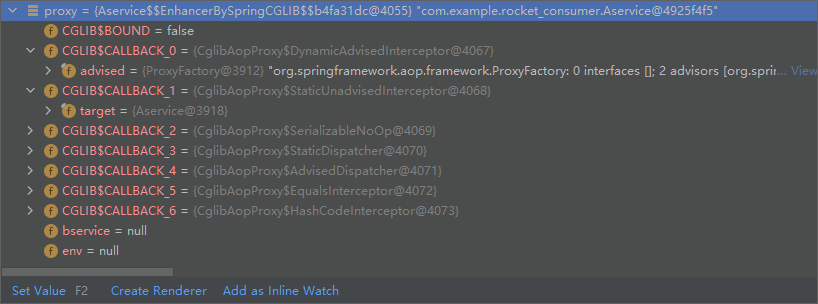 proxy = {Aservice$$EnhancerBySpringCGLIB$$b4fa31dc@4055} "com.example.rocket_consumer.Aservice@4925f4f5"
f CGLIB$BOUND = false
f CGLIB$CALLBACK_0 = {CglibAopProxy$DynamicAdvisedInterceptor@4067}
f advised = {ProxyFactory@3912} "org.springframework.aop.framework.ProxyFactory: 0 interfaces []; 2 advisors [org.sprin... View
f CGLIB$CALLBACK_1 = {CglibAopProxy$StaticUnadvisedInterceptor@4068}
f target = {Aservice@3918}
f CGLIB$CALLBACK_2 = {CglibAopProxy$SerializableNoOp@4069}
f CGLIB$CALLBACK_3 = {CglibAopProxy$StaticDispatcher@4070}
f CGLIB$CALLBACK_4 = {CglibAopProxy$AdvisedDispatcher@4071}
f CGLIB$CALLBACK_5 = {CglibAopProxy$EqualsInterceptor@4072}
f CGLIB$CALLBACK_6 = {CglibAopProxy$HashCodeInterceptor@4073}
f bservice = null
f env = null
Set Value F2 Create Renderer Add as Inline Watch